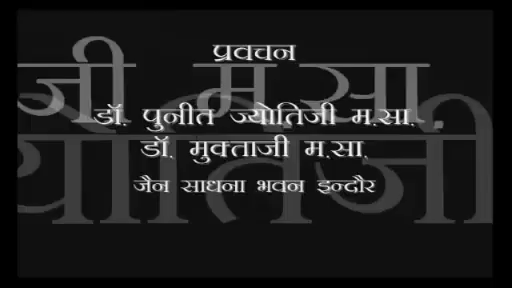 प्रवचन
डॉ. पुनीत ज्योतिजी म.सा.
डॉ. मुक्ताजी म.सा.
जैन साधना भवन इन्दौर
जी म.सा
योतिजी